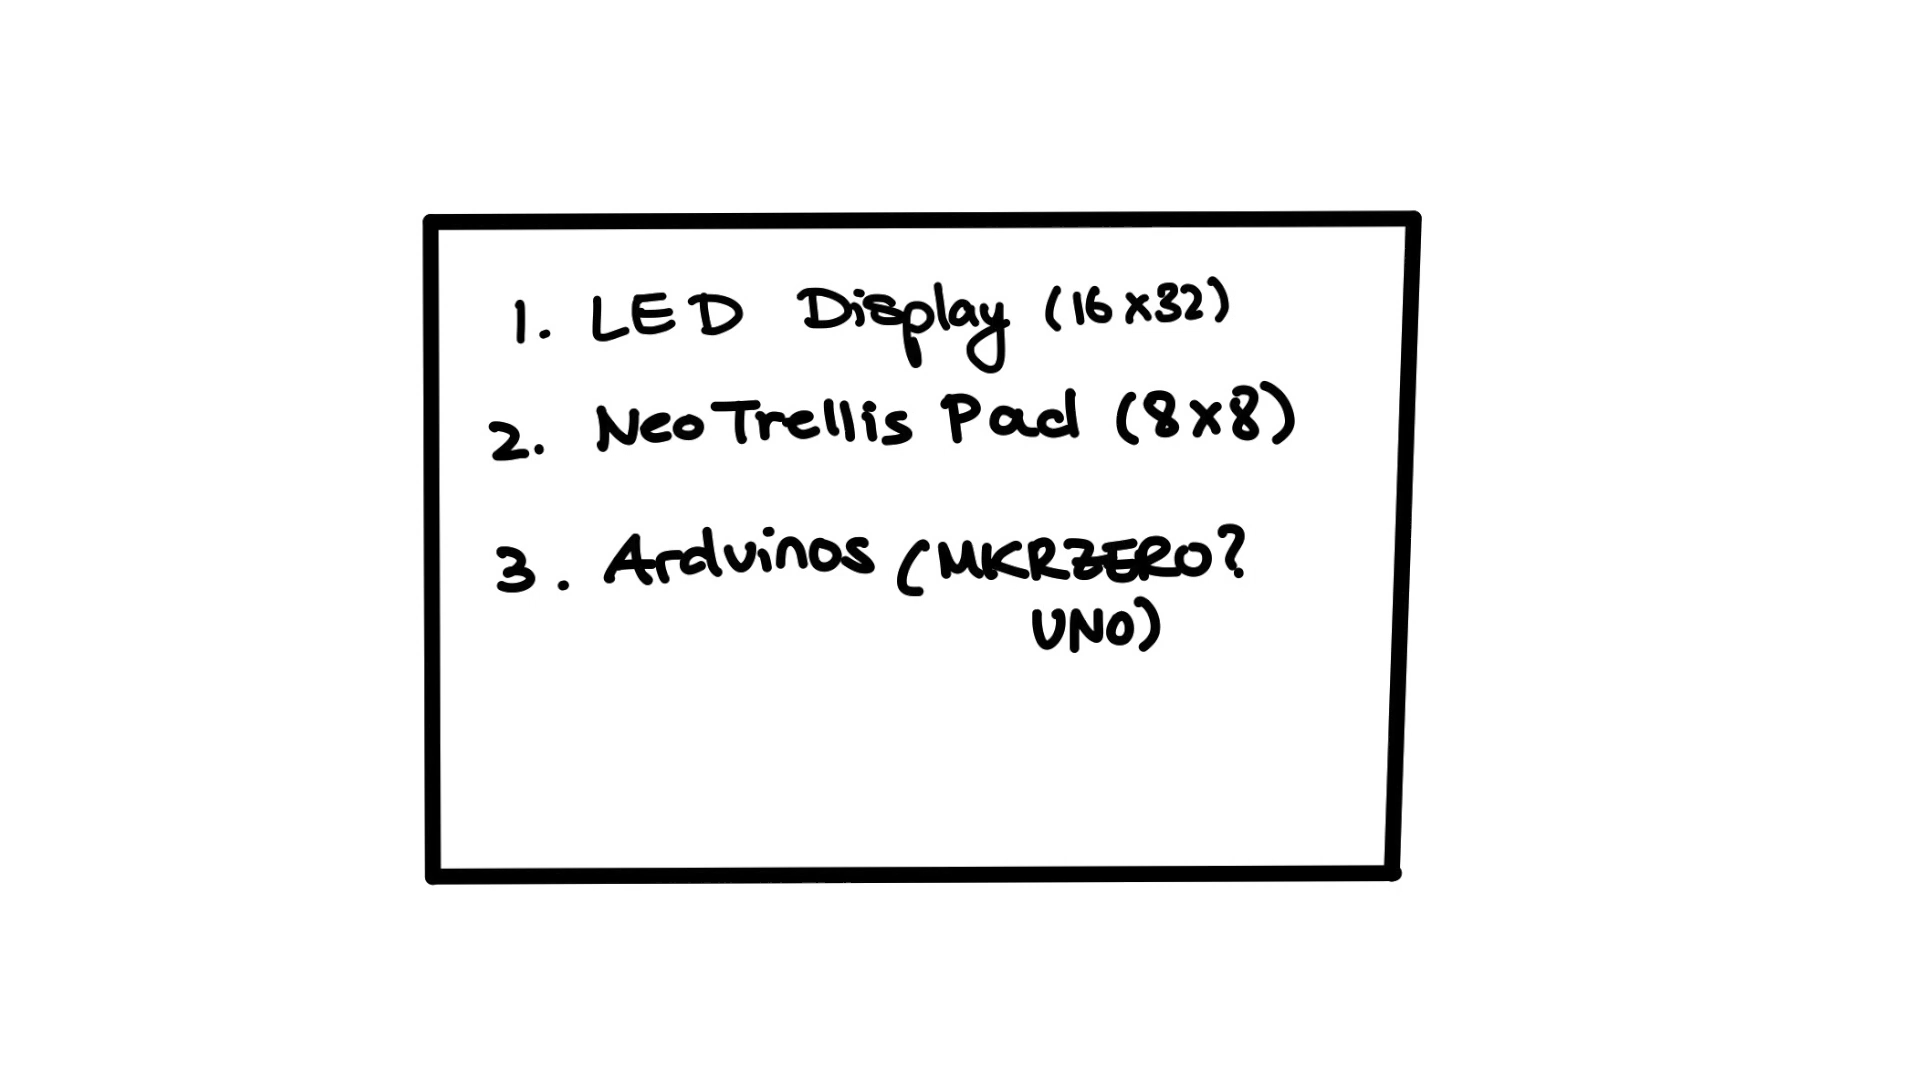 1. LED Display (16x32)
2. NeoTrellis Pad (8x8)
3. Arduinos (MKRZERO?
UNO)